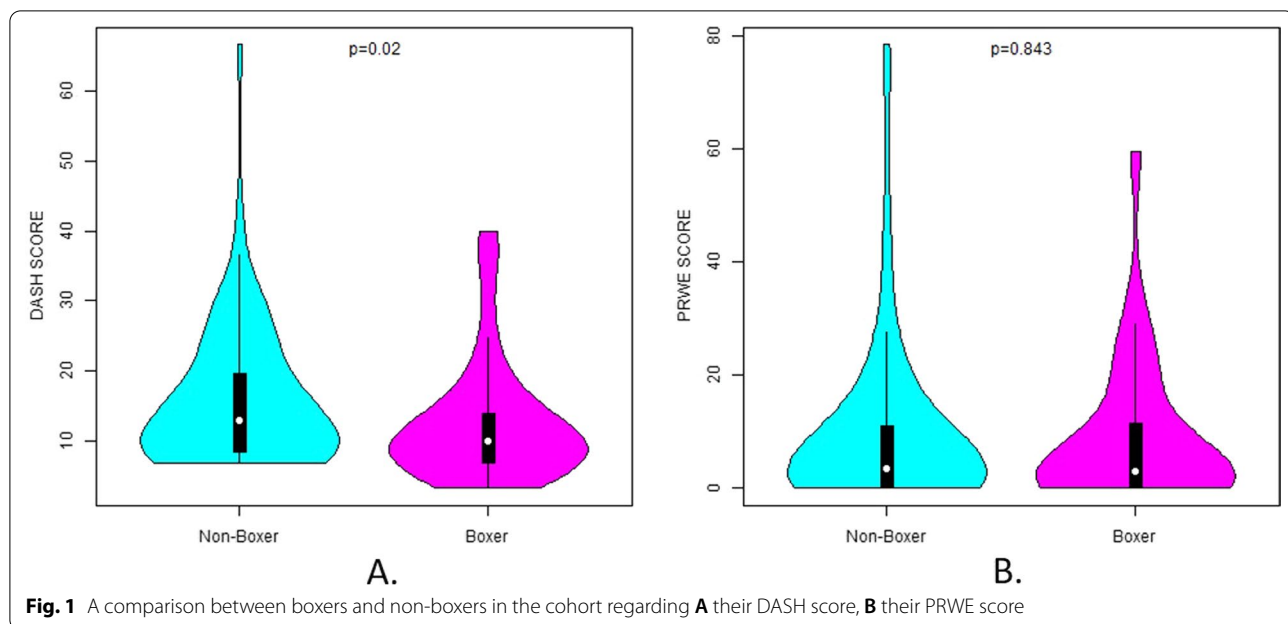 p=0.02
DASH SCORE
60
50
40
30
20
10
Non-Boxer Boxer
A.
p=0.843
PRWE SCORE
80
60
40
20
0
Non-Boxer Boxer
B.
Fig. 1 A comparison between boxers and non-boxers in the cohort regarding A their DASH score, B their PRWE score